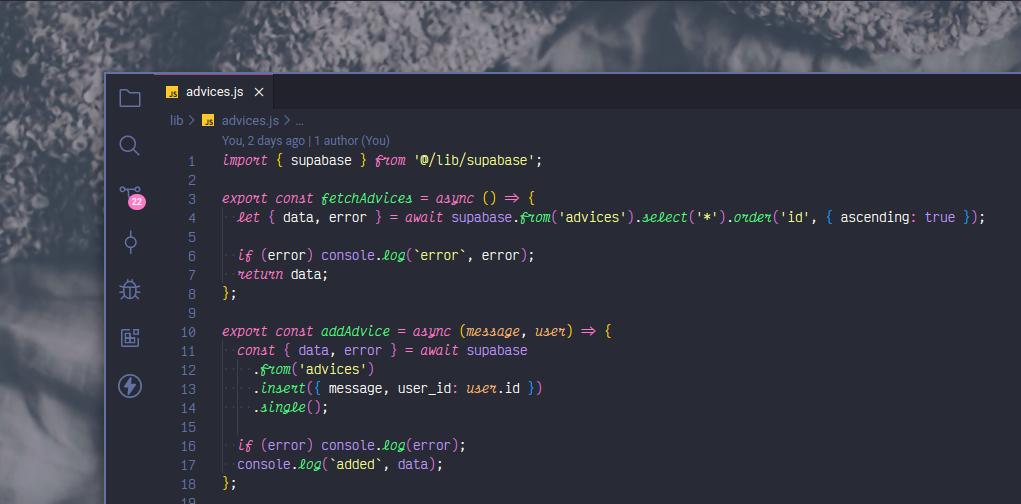 JS advices.js ×
lib > JS advices.js > ...
You, 2 days ago | 1 author (You)
1 import { supabase } from '@/lib/supabase';
2
3 export const fetchAdvices = async () => {
4 let { data, error } = await supabase.from('advices').select('*').order('id', { ascending: true });
5
6 if (error) console.log(`error`, error);
7 return data;
8 };
9
10 export const addAdvice = async (message, user) => {
11 const { data, error } = await supabase
12 .from('advices')
13 .insert({ message, user_id: user.id })
14 .single();
15
16 if (error) console.log(error);
17 console.log(`added`, data);
18 };
19
22